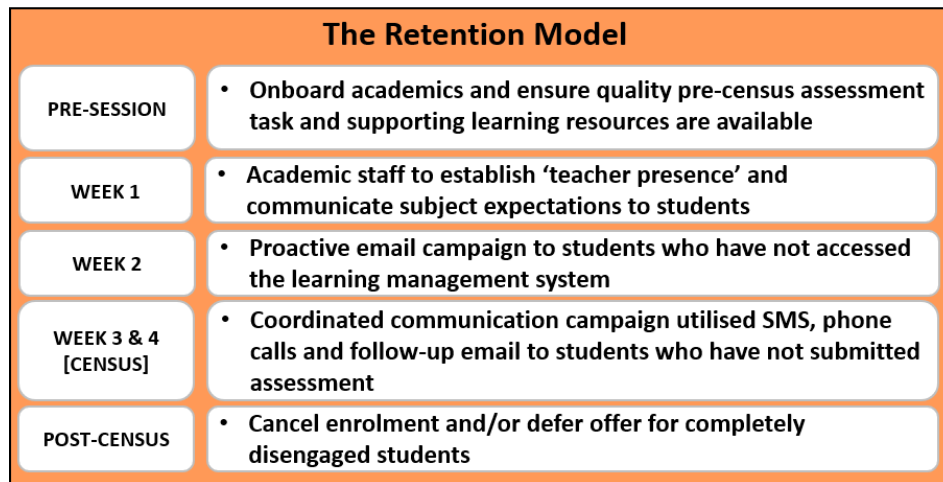 The Retention Model
PRE-SESSION
• Onboard academics and ensure quality pre-census assessment
task and supporting learning resources are available
WEEK 1
• Academic staff to establish ‘teacher presence’ and
communicate subject expectations to students
WEEK 2
• Proactive email campaign to students who have not accessed
the learning management system
WEEK 3 & 4
[CENSUS]
• Coordinated communication campaign utilised SMS, phone
calls and follow-up email to students who have not submitted
assessment
POST-CENSUS
• Cancel enrolment and/or defer offer for completely
disengaged students